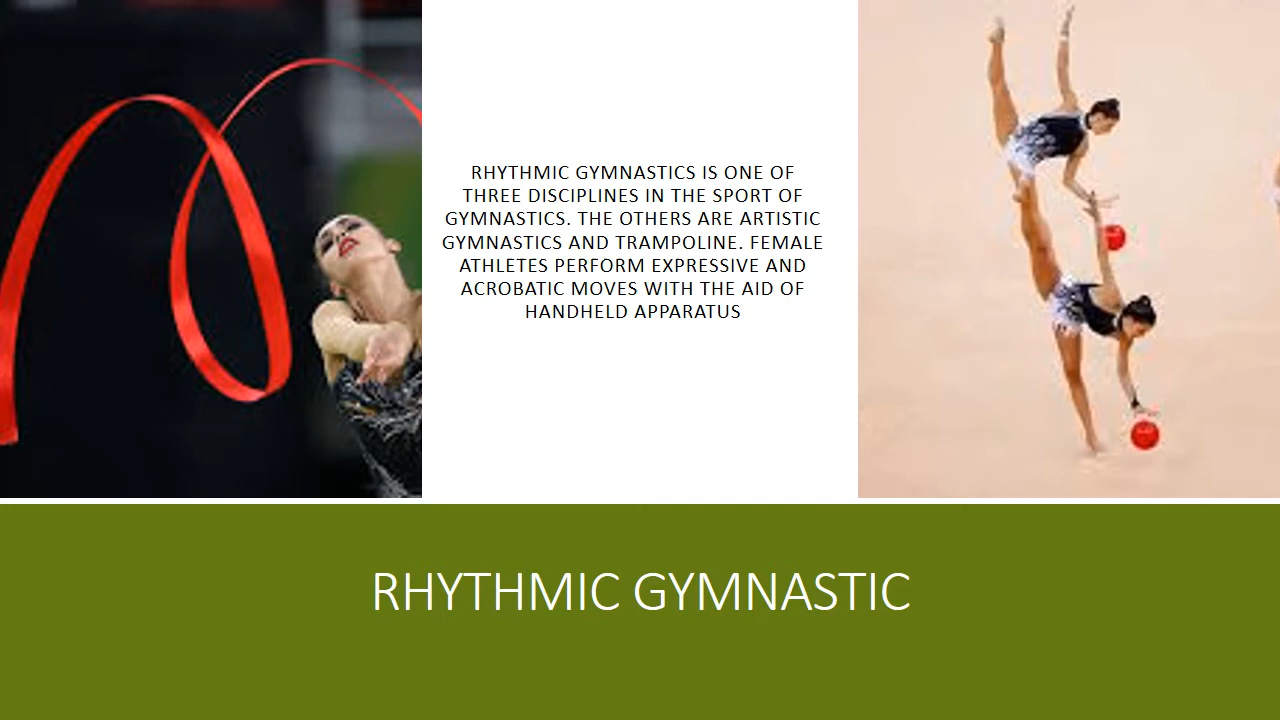 RHYTHMIC GYMNASTICS IS ONE OF
THREE DISCIPLINES IN THE SPORT OF
GYMNASTICS. THE OTHERS ARE ARTISTIC
GYMNASTICS AND TRAMPOLINE. FEMALE
ATHLETES PERFORM EXPRESSIVE AND
ACROBATIC MOVES WITH THE AID OF
HANDHELD APPARATUS
RHYTHMIC GYMNASTIC